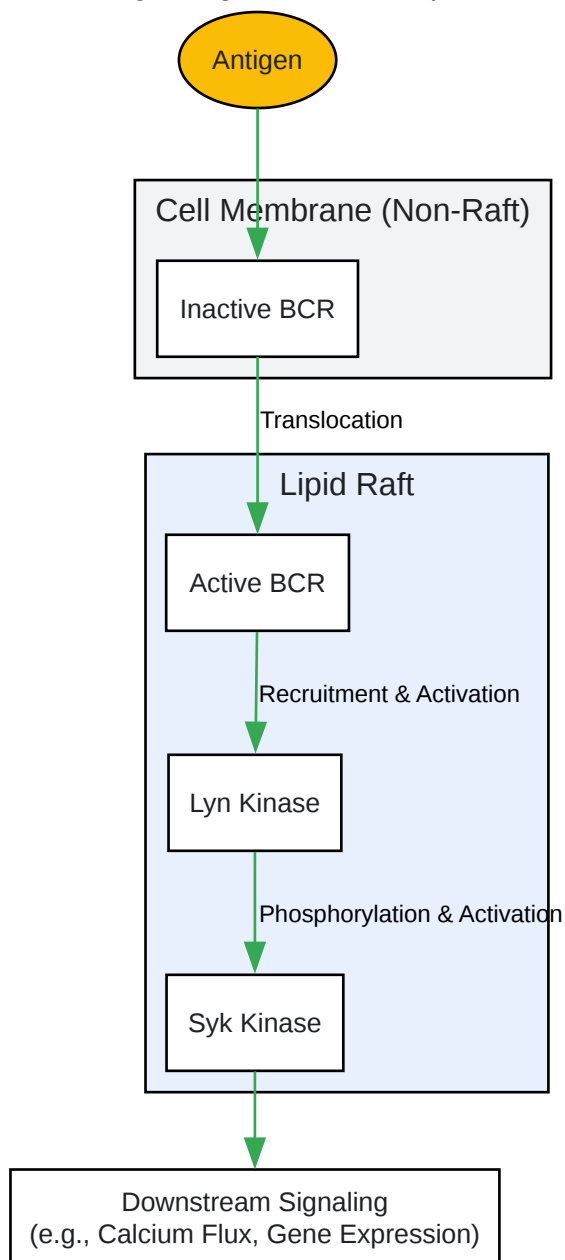 Antigen
Cell Membrane (Non-Raft)
Inactive BCR
Translocation
Lipid Raft
Active BCR
Recruitment & Activation
Lyn Kinase
Phosphorylation & Activation
Syk Kinase
Downstream Signaling
(e.g., Calcium Flux, Gene Expression)